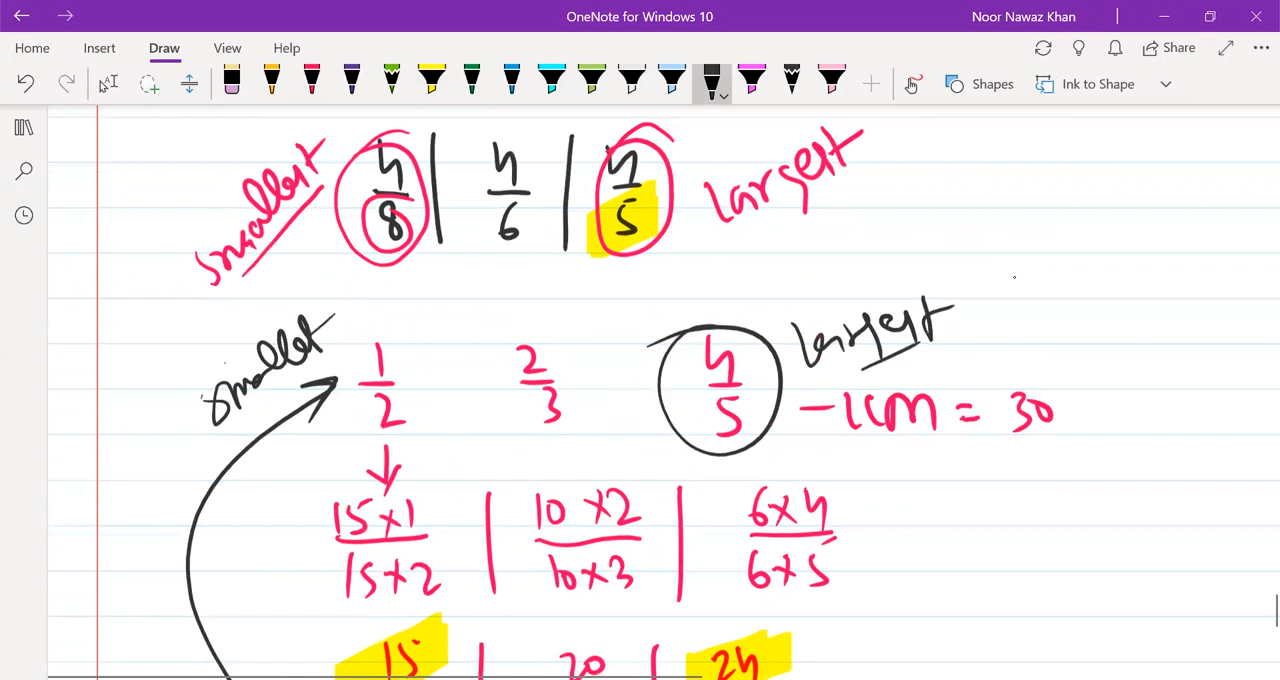 OneNote for Windows 10
Noor Nawaz Khan
Home Insert Draw View Help
Share
Shapes
Ink to Shape
smallest 4/8 | 4/6 | 4/5 largest
smallet 1/2 2/3 4/5 largest
- LCM = 30
15×1/15×2 | 10×2/10×3 | 6×4/6×5
15 | 20 | 24